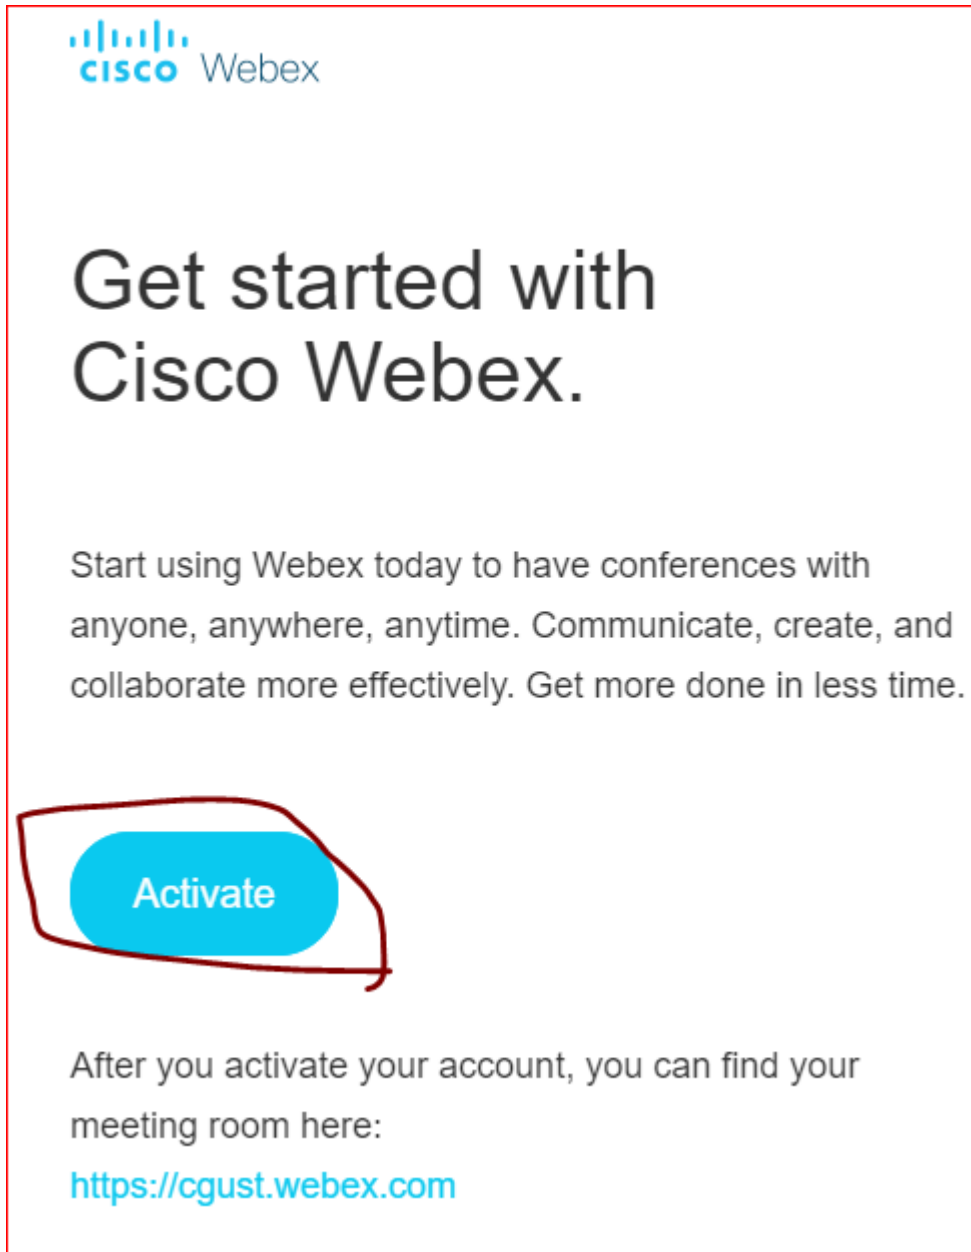 cisco Webex
Get started with
Cisco Webex.
Start using Webex today to have conferences with
anyone, anywhere, anytime. Communicate, create, and
collaborate more effectively. Get more done in less time.
Activate
After you activate your account, you can find your
meeting room here:
https://cgust.webex.com